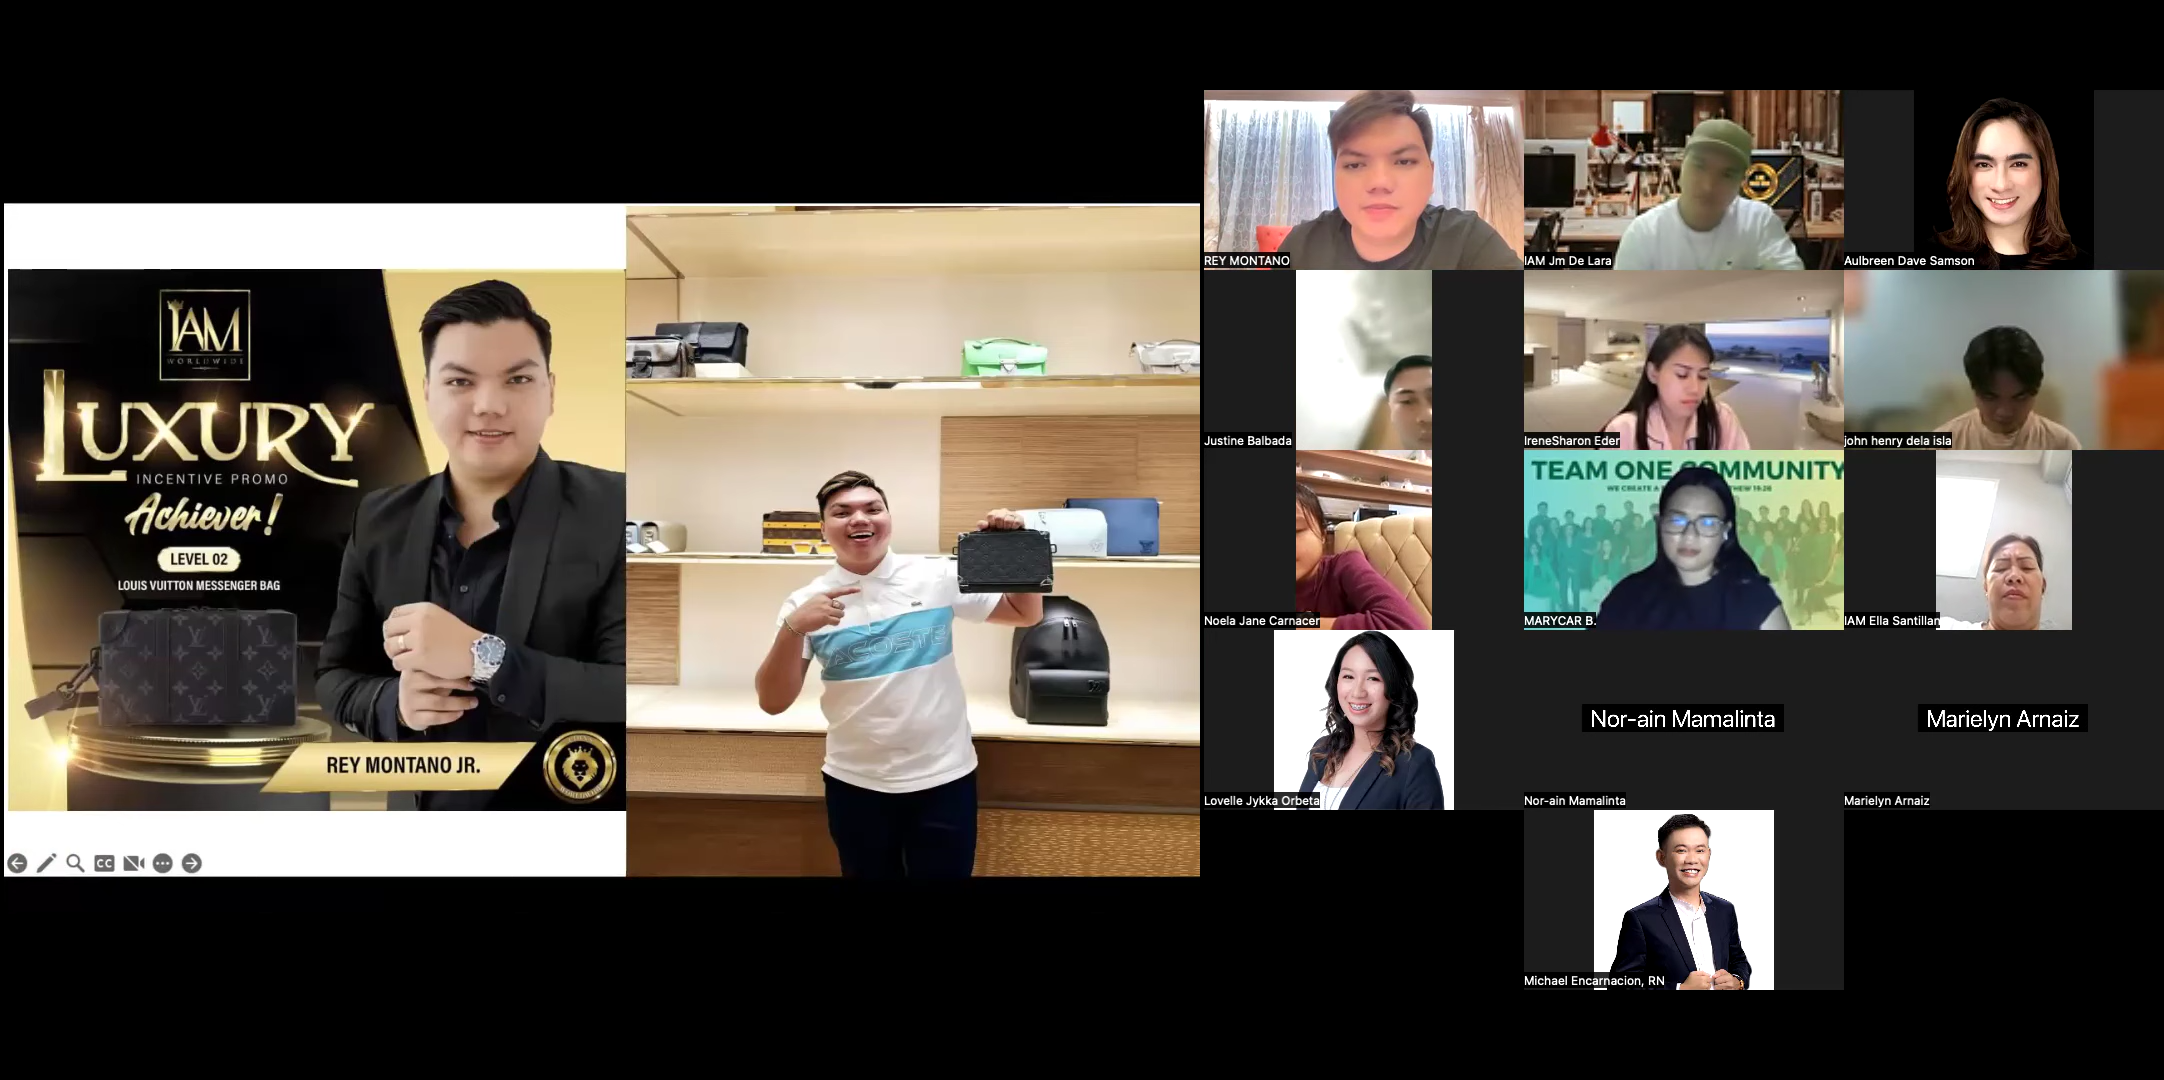 IAM
WORLDWIDE
LUXURY
INCENTIVE PROMO
Achiever!
LEVEL 02
LOUIS VUITTON MESSENGER BAG
REY MONTANO JR.
CC
LACOSTE
REY MONTANO
IAM Jm De Lara
Aulbreen Dave Samson
Justine Balbada
IreneSharon Eder
john henry dela isla
Noela Jane Carnacer
TEAM ONE COMMUNITY
MARYCAR B.
IAM Ella Santillan
Lovelle Jykka Orbeta
Nor-ain Mamalinta
Nor-ain Mamalinta
Marielyn Arnaiz
Marielyn Arnaiz
Michael Encarnacion, RN